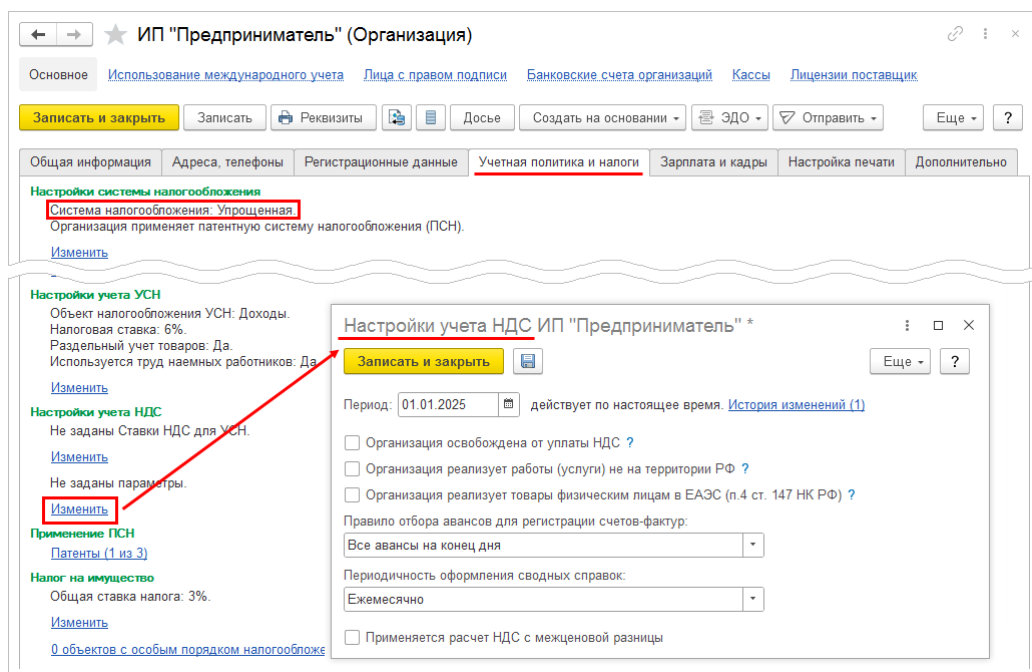 ИП "Предприниматель" (Организация)
Основное Использование международного учета Лица с правом подписи Банковские счета организаций Кассы Лицензии поставщик
Записать и закрыть Записать Реквизиты Досье Создать на основании ЭДО Отправить Еще ?
Общая информация Адреса, телефоны Регистрационные данные Учетная политика и налоги Зарплата и кадры Настройка печати Дополнительно
Настройки системы налогообложения
Система налогообложения: Упрощенная.
Организация применяет патентную систему налогообложения (ПСН).
Изменить
Настройки учета УСН
Объект налогообложения УСН: Доходы.
Налоговая ставка: 6%.
Раздельный учет товаров: Да.
Используется труд наемных работников: Да
Изменить
Настройки учета НДС
Не заданы Ставки НДС для УСН.
Изменить
Не заданы параметры.
Изменить
Применение ПСН
Патенты (1 из 3)
Налог на имущество
Общая ставка налога: 3%.
Изменить
0 объектов с особым порядком налогообложе
Настройки учета НДС ИП "Предприниматель" *
Записать и закрыть Еще ?
Период: 01.01.2025 действует по настоящее время. История изменений (1)
Организация освобождена от уплаты НДС ?
Организация реализует работы (услуги) не на территории РФ ?
Организация реализует товары физическим лицам в ЕАЭС (п.4 ст. 147 НК РФ) ?
Правило отбора авансов для регистрации счетов-фактур:
Все авансы на конец дня
Периодичность оформления сводных справок:
Ежемесячно
Применяется расчет НДС с межценовой разницы